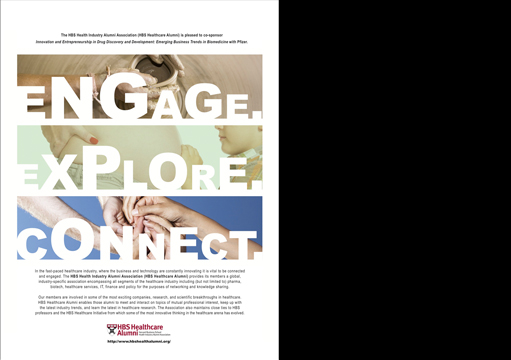 The HBS Health Industry Alumni Association (HBS Healthcare Alumni) is pleased to co-sponsor
Innovation and Entrepreneurship in Drug Discovery and Development: Emerging Business Trends in Biomedicine with Pfizer.
ENGAGE.
EXPLORE.
CONNECT.
In the fast-paced healthcare industry, where the business and technology are constantly innovating it is vital to be connected
and engaged. The HBS Health Industry Alumni Association (HBS Healthcare Alumni) provides its members a global,
industry-specific association encompassing all segments of the healthcare industry including (but not limited to) pharma,
biotech, healthcare services, IT, finance and policy for the purposes of networking and knowledge sharing.
Our members are involved in some of the most exciting companies, research, and scientific breakthroughs in healthcare.
HBS Healthcare Alumni enables those alumni to meet and interact on topics of mutual professional interest, keep up with
the latest industry trends, and learn the latest in healthcare research. The Association also maintains close ties to HBS
professors and the HBS Healthcare Initiative from which some of the most innovative thinking in the healthcare arena has evolved.
HBS Healthcare
Alumni
http://www.hbshealthalumni.org/